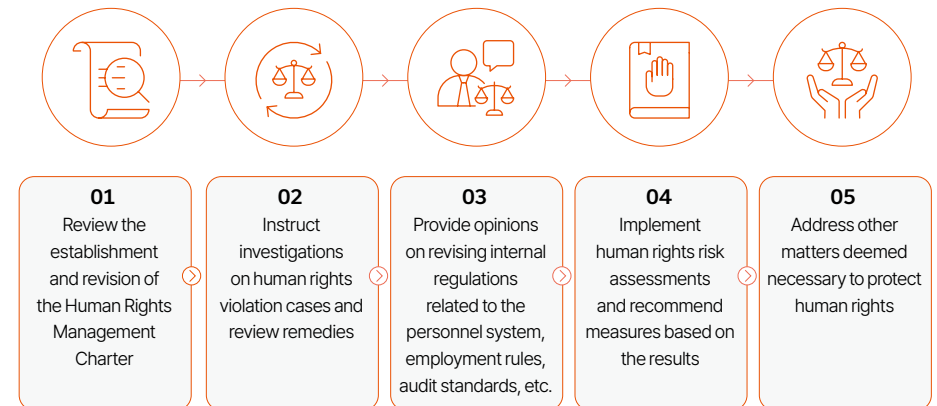 01
Review the
establishment
and revision of
the Human Rights
Management
Charter
02
Instruct
investigations
on human rights
violation cases and
review remedies
03
Provide opinions
on revising internal
regulations
related to the
personnel system,
employment rules,
audit standards, etc.
04
Implement
human rights risk
assessments
and recommend
measures based on
the results
05
Address other
matters deemed
necessary to protect
human rights